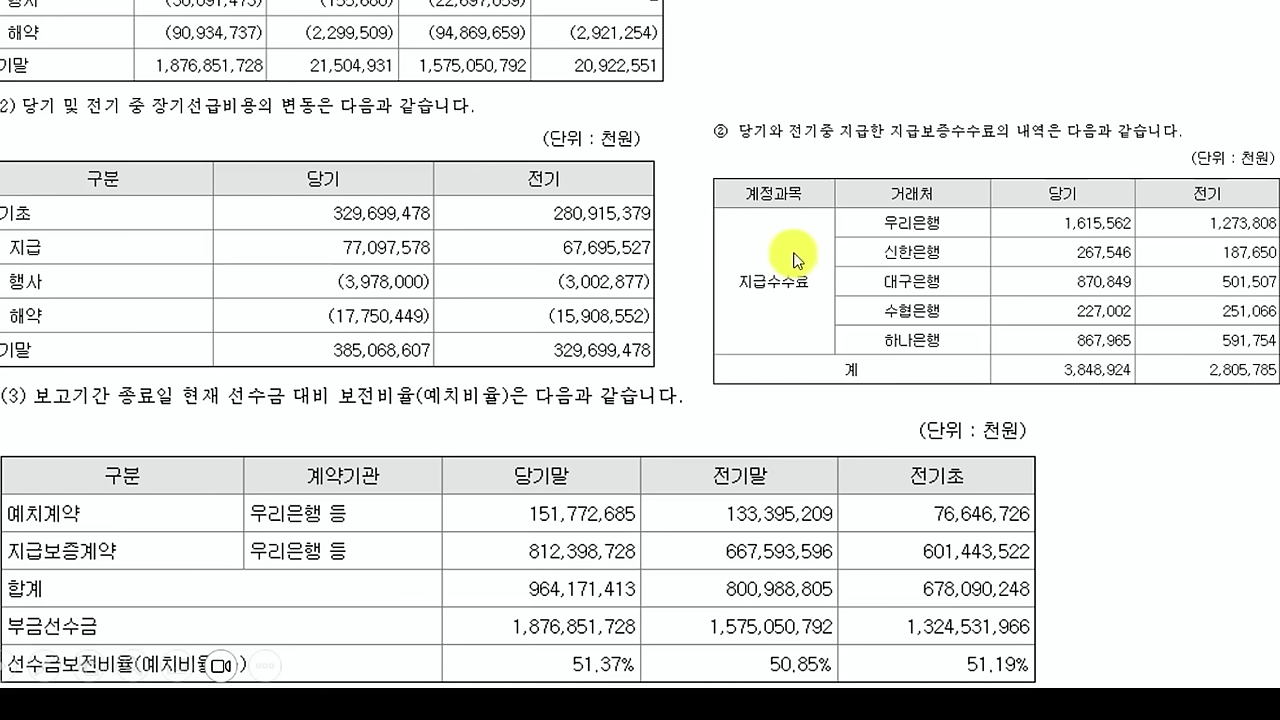 해약 (90,934,737) (2,299,509) (94,869,659) (2,921,254)
기말 1,876,851,728 21,504,931 1,575,050,792 20,922,551
2) 당기 및 전기 중 장기선급비용의 변동은 다음과 같습니다.
(단위 : 천원)
구분 당기 전기
기초 329,699,478 280,915,379
지급 77,097,578 67,695,527
행사 (3,978,000) (3,002,877)
해약 (17,750,449) (15,908,552)
기말 385,068,607 329,699,478
② 당기와 전기중 지급한 지급보증수수료의 내역은 다음과 같습니다.
(단위 : 천원)
계정과목 거래처 당기 전기
지급수수료
우리은행 1,615,562 1,273,808
신한은행 267,546 187,650
대구은행 870,849 501,507
수협은행 227,002 251,066
하나은행 867,965 591,754
계 3,848,924 2,805,785
(3) 보고기간 종료일 현재 선수금 대비 보전비율(예치비율)은 다음과 같습니다.
(단위 : 천원)
구분 계약기관 당기말 전기말 전기초
예치계약 우리은행 등 151,772,685 133,395,209 76,646,726
지급보증계약 우리은행 등 812,398,728 667,593,596 601,443,522
합계 964,171,413 800,988,805 678,090,248
부금선수금 1,876,851,728 1,575,050,792 1,324,531,966
선수금보전비율(예치비율) 51.37% 50.85% 51.19%